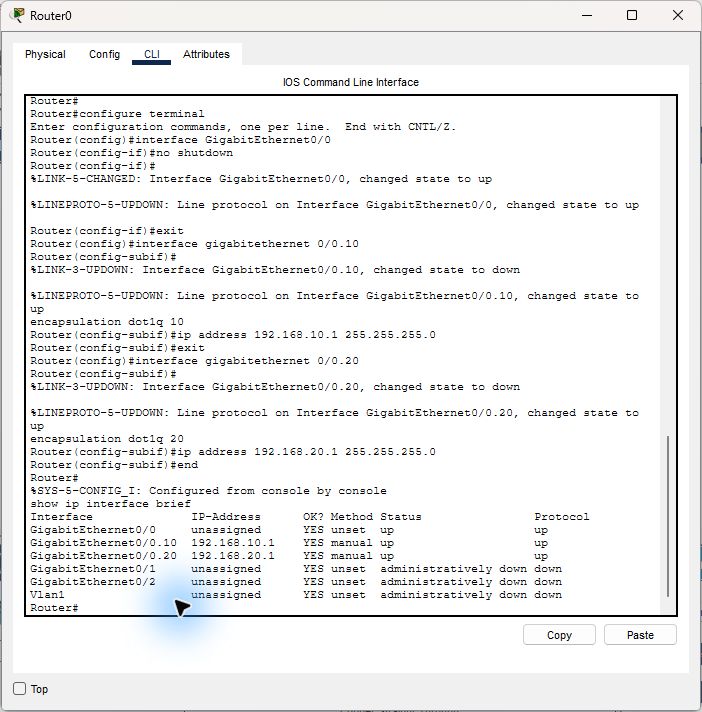 Router0
Physical Config CLI Attributes
IOS Command Line Interface
Router#
Router#configure terminal
Enter configuration commands, one per line.  End with CNTL/Z.
Router(config)#interface GigabitEthernet0/0
Router(config-if)#no shutdown
Router(config-if)#
%LINK-5-CHANGED: Interface GigabitEthernet0/0, changed state to up
%LINEPROTO-5-UPDOWN: Line protocol on Interface GigabitEthernet0/0, changed state to up
Router(config-if)#exit
Router(config)#interface gigabitethernet 0/0.10
Router(config-subif)#
%LINK-3-UPDOWN: Interface GigabitEthernet0/0.10, changed state to down
%LINEPROTO-5-UPDOWN: Line protocol on Interface GigabitEthernet0/0.10, changed state to
up
encapsulation dot1q 10
Router(config-subif)#ip address 192.168.10.1 255.255.255.0
Router(config-subif)#exit
Router(config)#interface gigabitethernet 0/0.20
Router(config-subif)#
%LINK-3-UPDOWN: Interface GigabitEthernet0/0.20, changed state to down
%LINEPROTO-5-UPDOWN: Line protocol on Interface GigabitEthernet0/0.20, changed state to
up
encapsulation dot1q 20
Router(config-subif)#ip address 192.168.20.1 255.255.255.0
Router(config-subif)#end
Router#
%SYS-5-CONFIG_I: Configured from console by console
show ip interface brief
Interface              IP-Address      OK? Method Status                Protocol
GigabitEthernet0/0     unassigned      YES unset  up                    up
GigabitEthernet0/0.10  192.168.10.1    YES manual up                    up
GigabitEthernet0/0.20  192.168.20.1    YES manual up                    up
GigabitEthernet0/1     unassigned      YES unset  administratively down down
GigabitEthernet0/2     unassigned      YES unset  administratively down down
Vlan1                  unassigned      YES unset  administratively down down
Router#
Copy Paste
Top